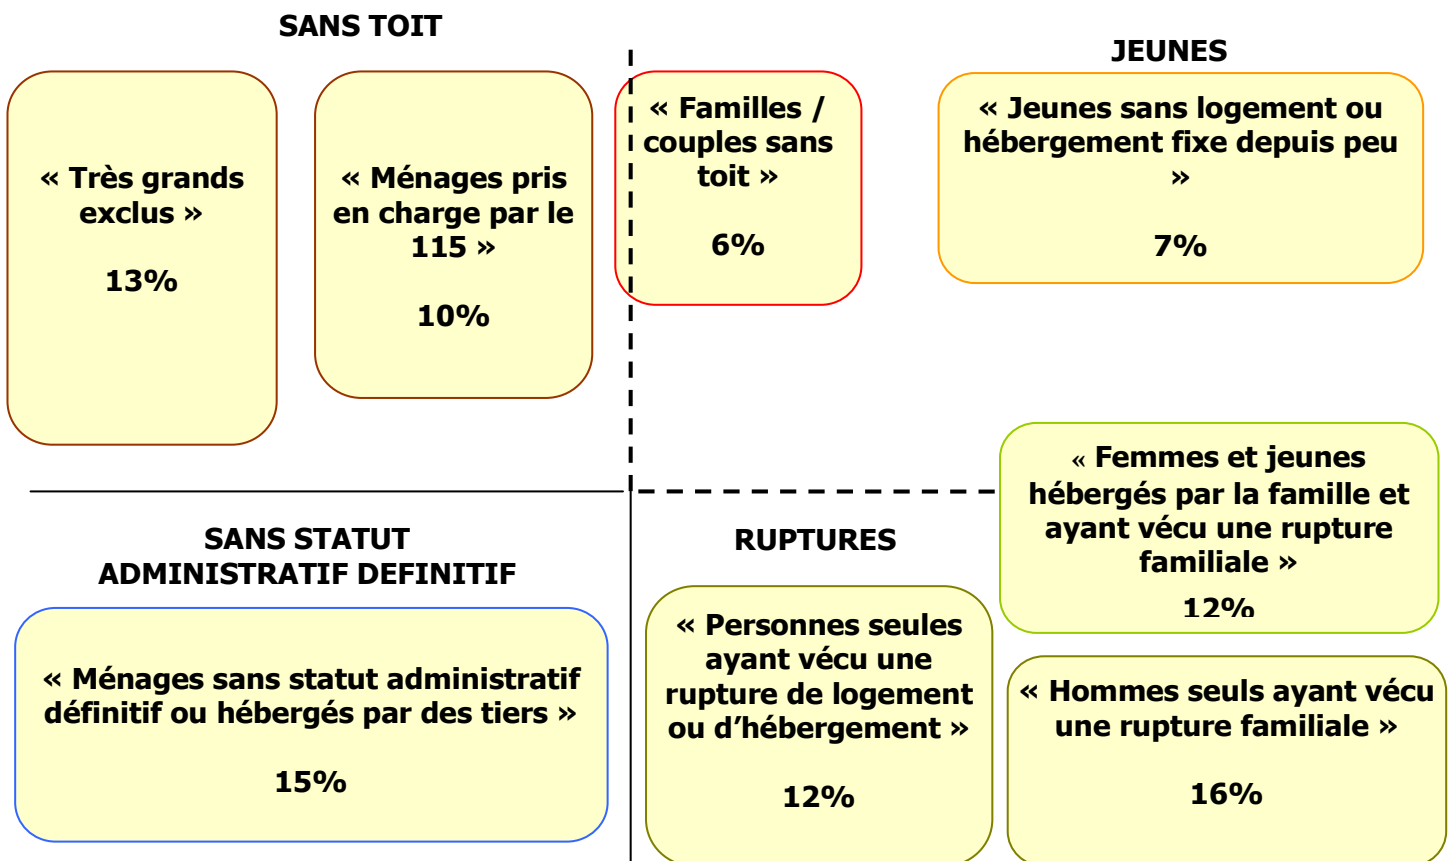 SANS TOIT
« Très grands
exclus »
13%
« Ménages pris
en charge par le
115 »
10%
« Familles /
couples sans
toit »
6%
JEUNES
« Jeunes sans logement ou
hébergement fixe depuis peu
»
7%
SANS STATUT
ADMINISTRATIF DEFINITIF
« Ménages sans statut administratif
définitif ou hébergés par des tiers »
15%
RUPTURES
« Personnes seules
ayant vécu une
rupture de logement
ou d’hébergement »
12%
« Femmes et jeunes
hébergés par la famille et
ayant vécu une rupture
familiale »
12%
« Hommes seuls ayant vécu
une rupture familiale »
16%